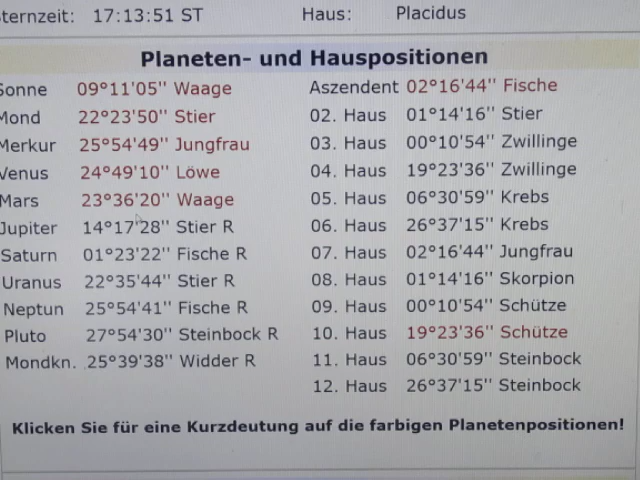 Sternzeit: 17:13:51 ST Haus: Placidus
Planeten- und Hauspositionen
Sonne 09°11'05" Waage Aszendent 02°16'44" Fische
Mond 22°23'50" Stier 02. Haus 01°14'16" Stier
Merkur 25°54'49" Jungfrau 03. Haus 00°10'54" Zwillinge
Venus 24°49'10" Löwe 04. Haus 19°23'36" Zwillinge
Mars 23°36'20" Waage 05. Haus 06°30'59" Krebs
Jupiter 14°17'28" Stier R 06. Haus 26°37'15" Krebs
Saturn 01°23'22" Fische R 07. Haus 02°16'44" Jungfrau
Uranus 22°35'44" Stier R 08. Haus 01°14'16" Skorpion
Neptun 25°54'41" Fische R 09. Haus 00°10'54" Schütze
Pluto 27°54'30" Steinbock R 10. Haus 19°23'36" Schütze
Mondkn. 25°39'38" Widder R 11. Haus 06°30'59" Steinbock
12. Haus 26°37'15" Steinbock
Klicken Sie für eine Kurzdeutung auf die farbigen Planetenpositionen!